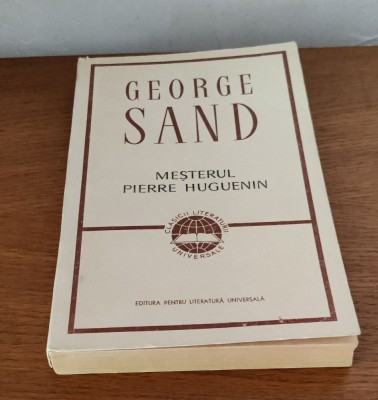 GEORGE
SAND
MEȘTERUL
PIERRE HUGUENIN
CLASICII LITERATURII
UNIVERSALE
EDITURA PENTRU LITERATURĂ UNIVERSALĂ